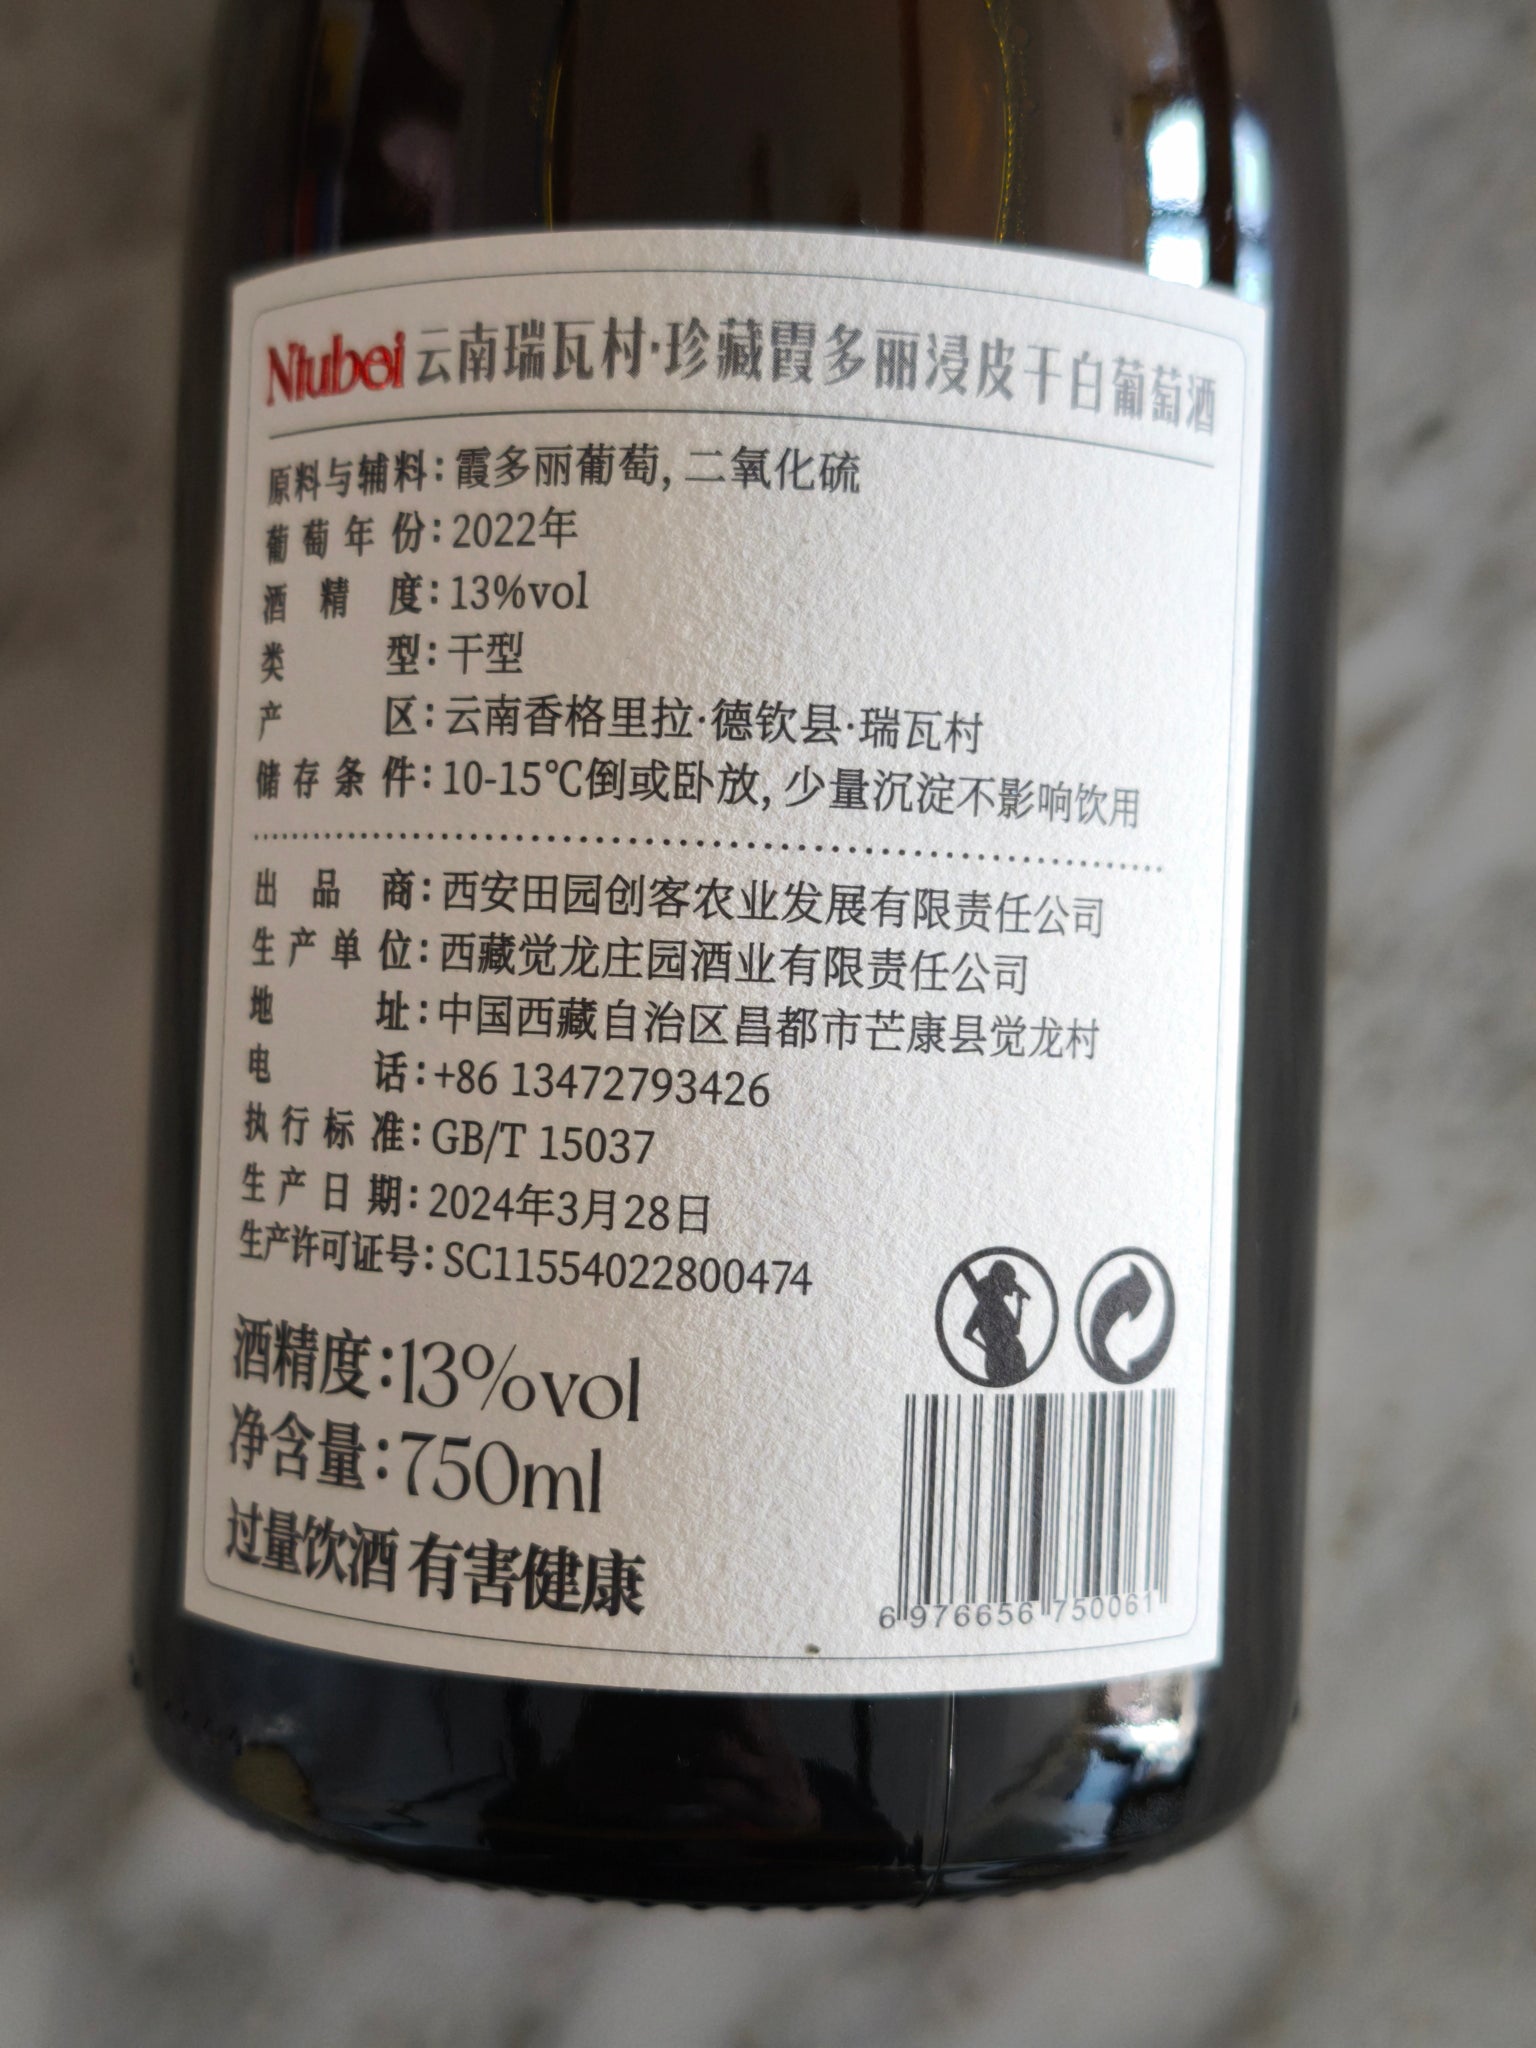 Niubei 云南瑞瓦村·珍藏霞多丽浸皮干白葡萄酒
原料与辅料：霞多丽葡萄, 二氧化硫
葡萄年份：2022年
酒精度：13%vol
类型：干型
产区：云南香格里拉·德钦县·瑞瓦村
储存条件：10-15℃倒或卧放, 少量沉淀不影响饮用
出品商：西安田园创客农业发展有限责任公司
生产单位：西藏觉龙庄园酒业有限责任公司
地址：中国西藏自治区昌都市芒康县觉龙村
电话：+86 13472793426
执行标准：GB/T 15037
生产日期：2024年3月28日
生产许可证号：SC11554022800474
酒精度：13%vol
净含量：750ml
过量饮酒 有害健康
6 976656 750061